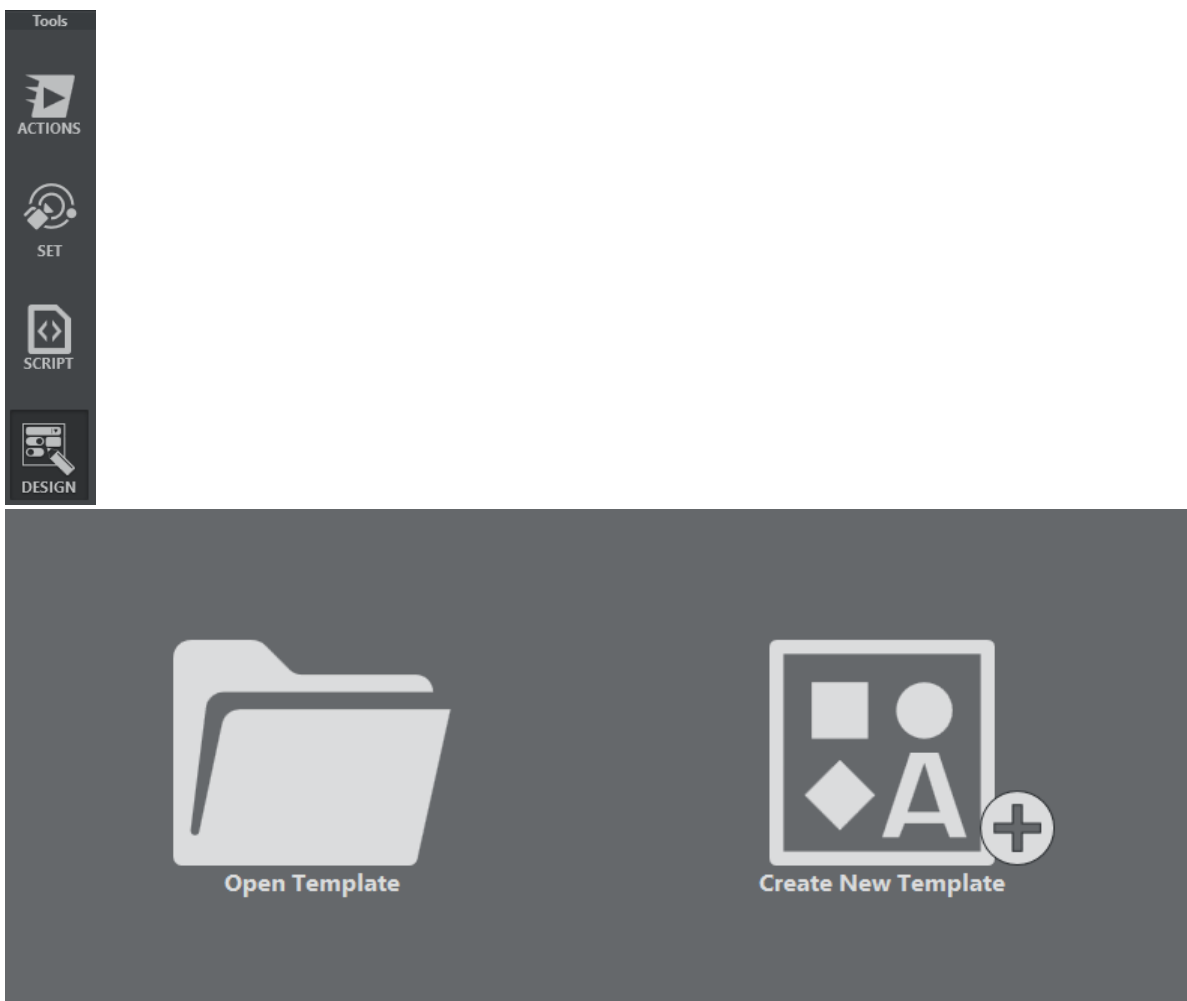 Tools
ACTIONS
SET
SCRIPT
DESIGN
A
Open Template
Create New Template